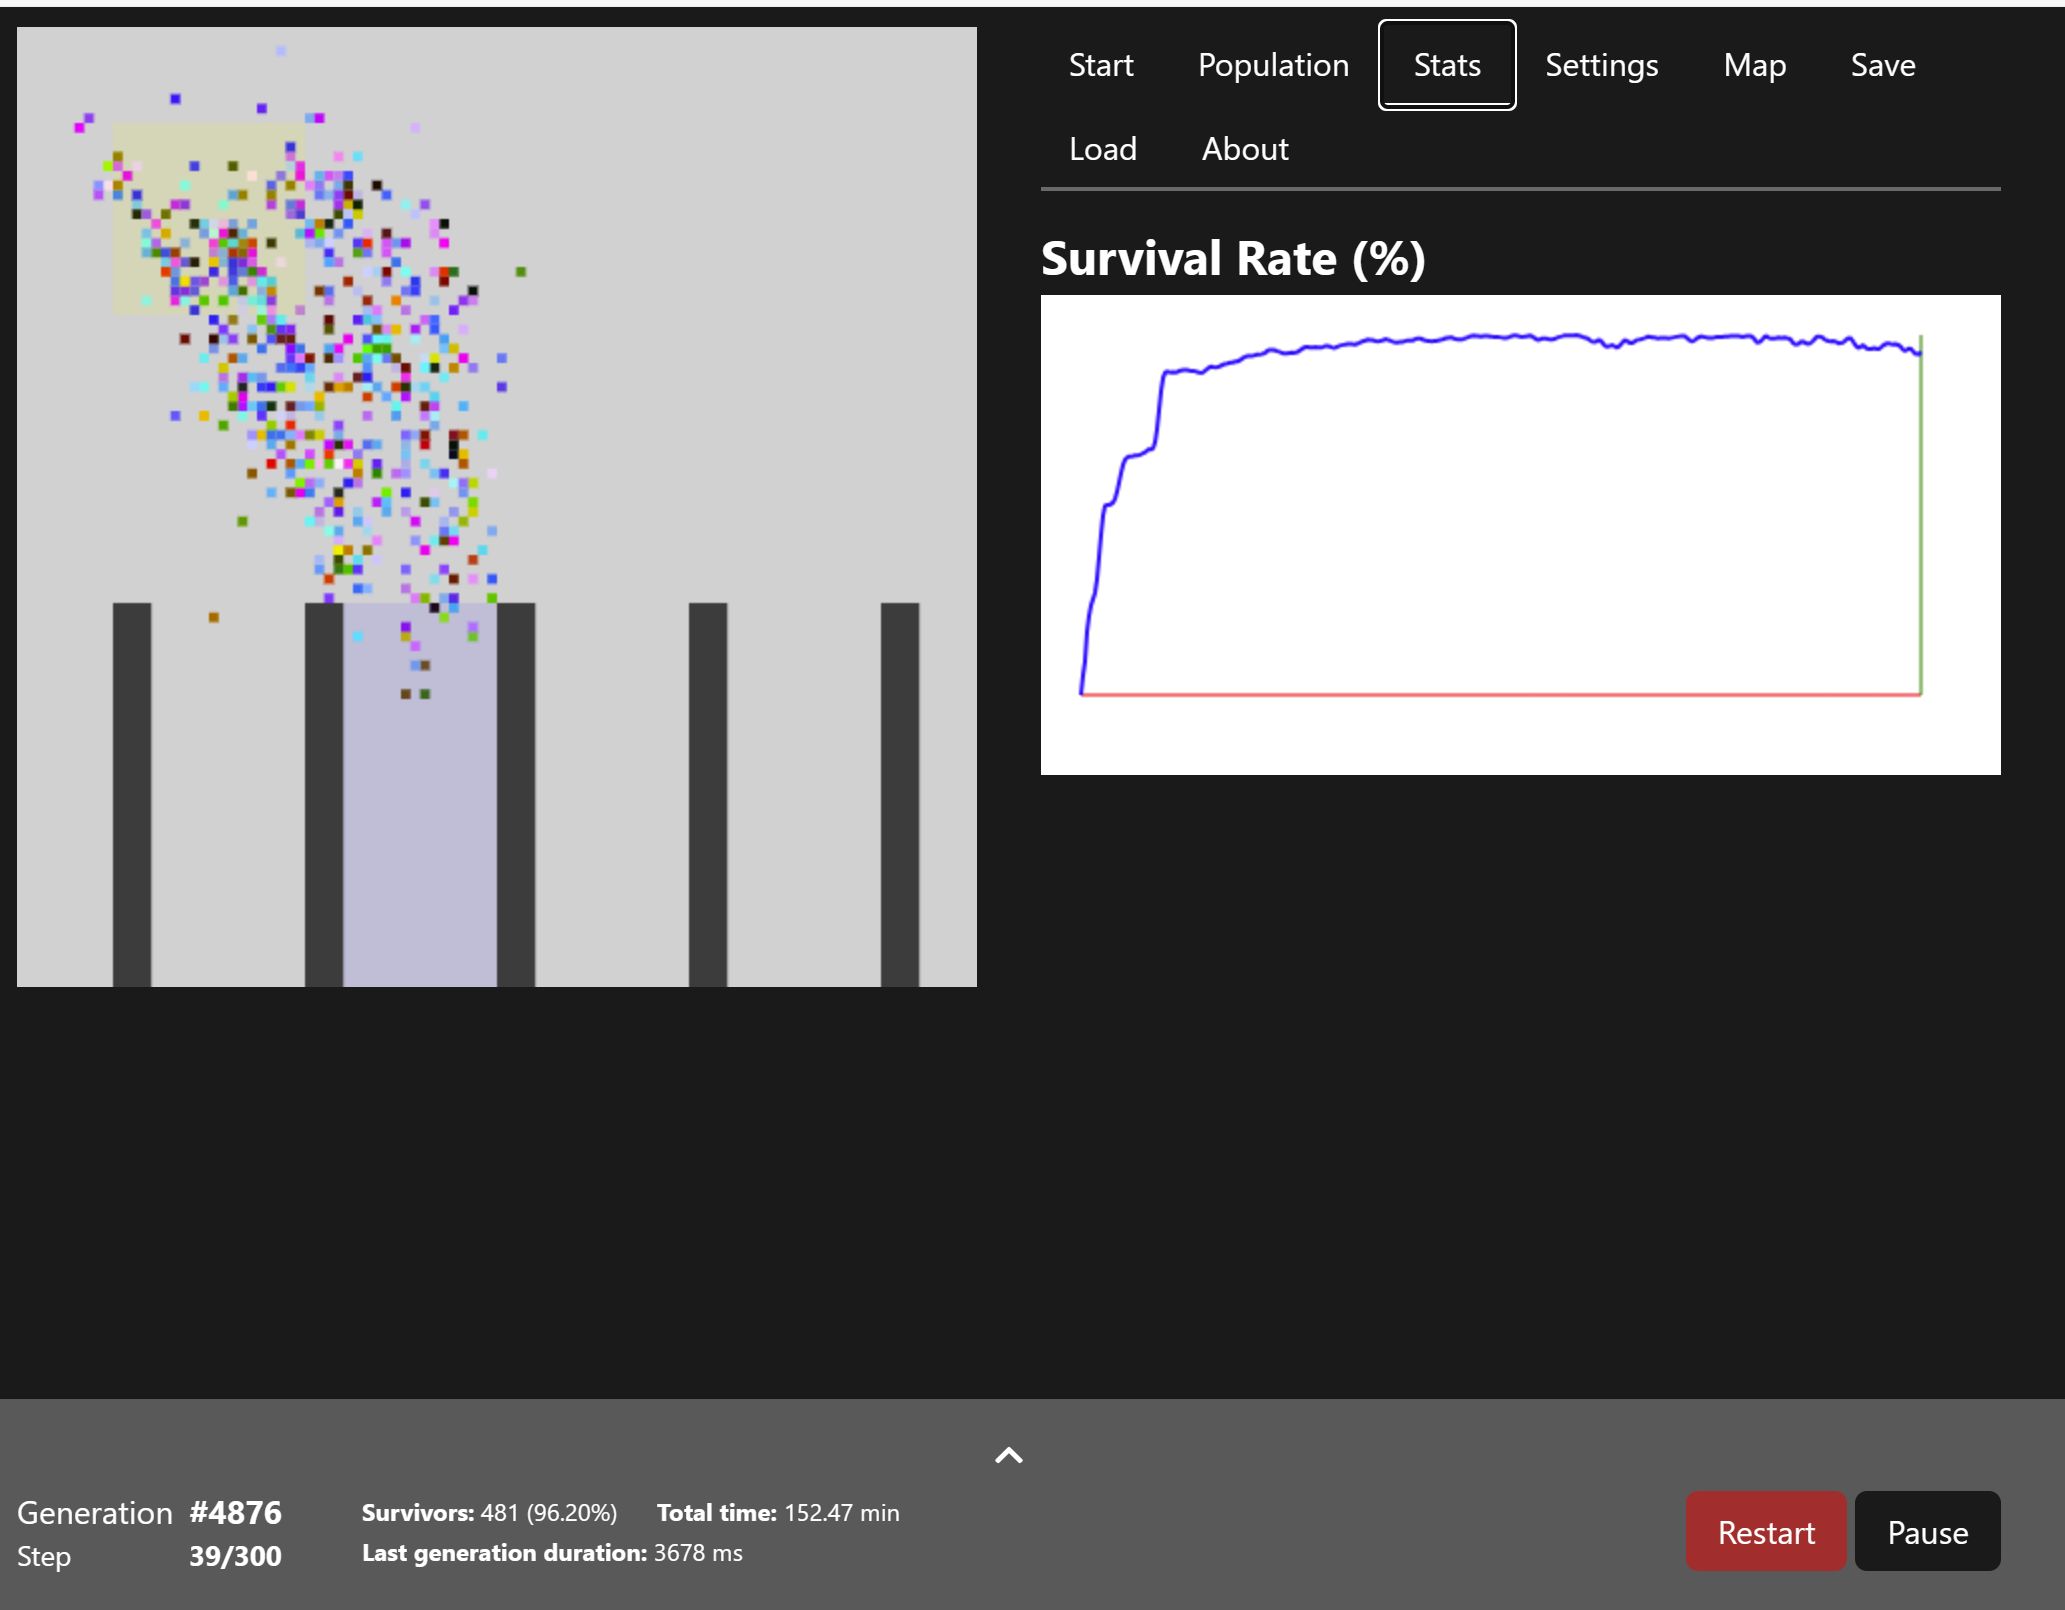 Start Population Stats Settings Map Save
Load About
Survival Rate (%)
Generation #4876
Step 39/300
Survivors: 481 (96.20%) Total time: 152.47 min
Last generation duration: 3678 ms
Restart Pause